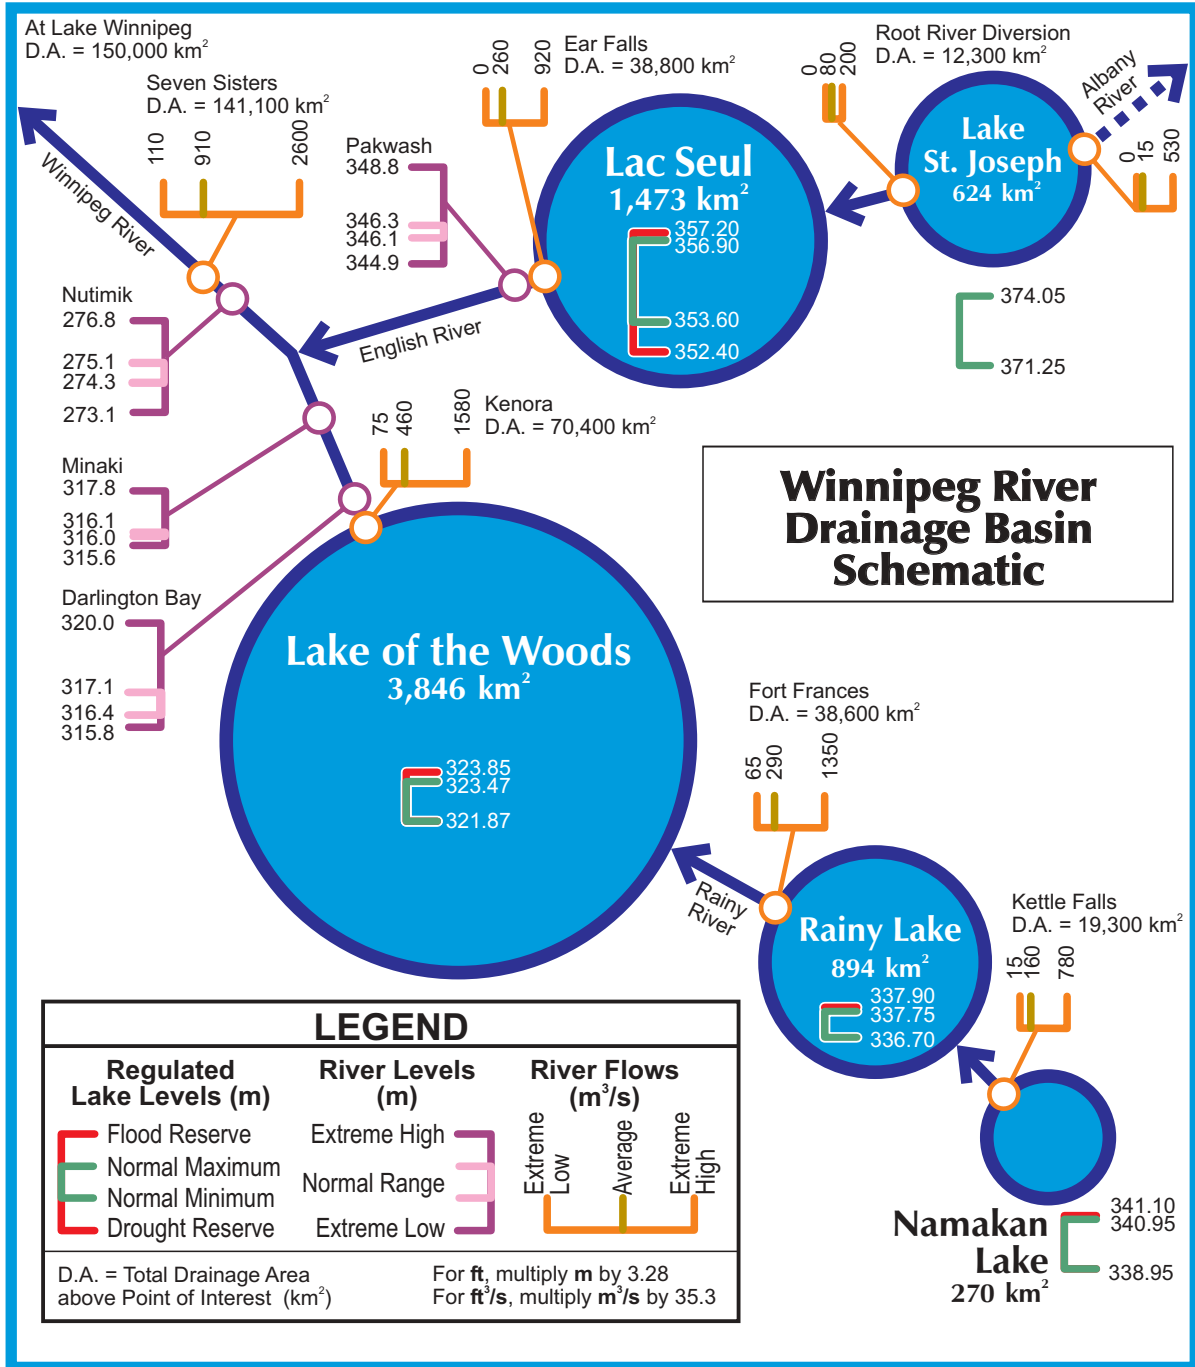 At Lake Winnipeg
D.A. = 150,000 km²
Seven Sisters
D.A. = 141,100 km²
110
910
2600
Winnipeg River
Pakwash
348.8
346.3
346.1
344.9
0
260
920
Ear Falls
D.A. = 38,800 km²
Root River Diversion
D.A. = 12,300 km²
0
80
200
Albany
River
0
15
530
Lac Seul
1,473 km²
357.20
356.90
353.60
352.40
Lake
St. Joseph
624 km²
374.05
371.25
English River
Nutimik
276.8
275.1
274.3
273.1
Minaki
317.8
316.1
316.0
315.6
Darlington Bay
320.0
317.1
316.4
315.8
75
460
1580
Kenora
D.A. = 70,400 km²
Winnipeg River
Drainage Basin
Schematic
Lake of the Woods
3,846 km²
323.85
323.47
321.87
Fort Frances
D.A. = 38,600 km²
65
290
1350
Rainy
River
Rainy Lake
894 km²
337.90
337.75
336.70
Kettle Falls
D.A. = 19,300 km²
15
160
780
Namakan
Lake
270 km²
341.10
340.95
338.95
LEGEND
Regulated
Lake Levels (m)
Flood Reserve
Normal Maximum
Normal Minimum
Drought Reserve
River Levels
(m)
Extreme High
Normal Range
Extreme Low
River Flows
(m³/s)
Extreme
Low
Average
Extreme
High
D.A. = Total Drainage Area
above Point of Interest (km²)
For ft, multiply m by 3.28
For ft³/s, multiply m³/s by 35.3